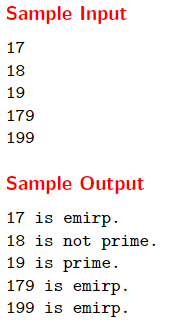 Sample Input
17
18
19
179
199
Sample Output
17 is emirp.
18 is not prime.
19 is prime.
179 is emirp.
199 is emirp.